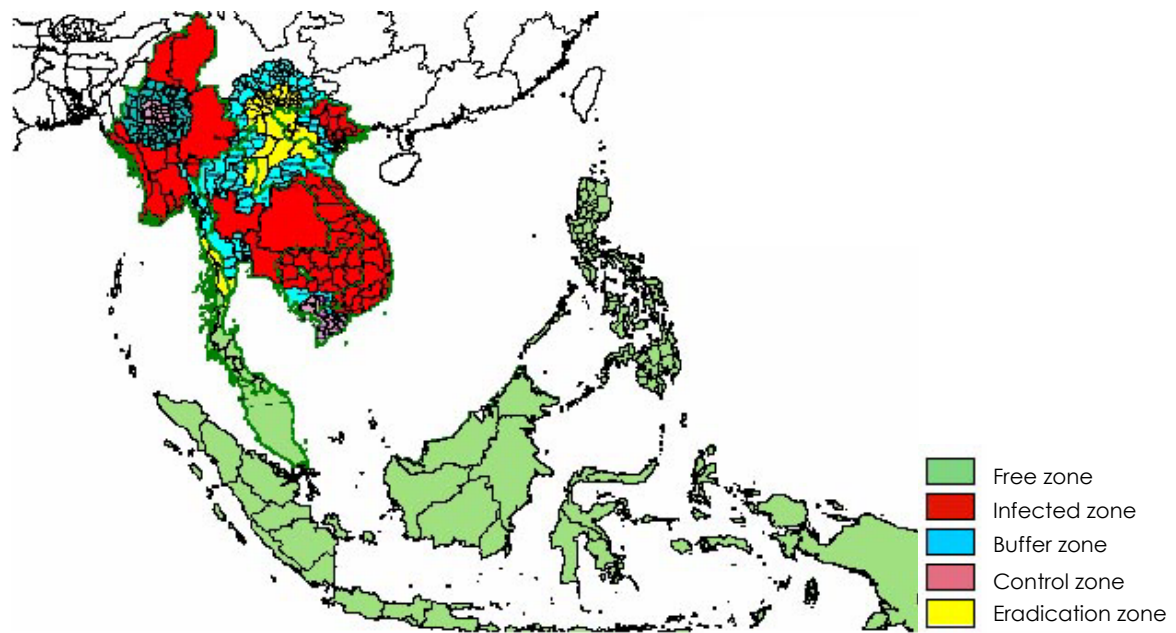 Free zone
Infected zone
Buffer zone
Control zone
Eradication zone